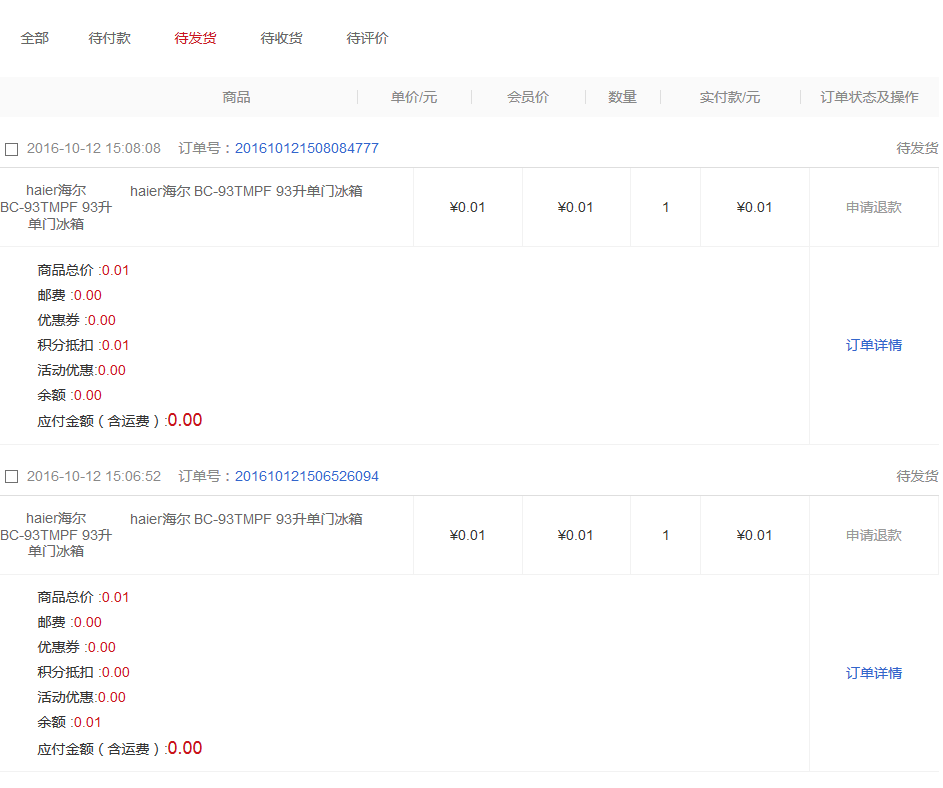 全部 待付款 待发货 待收货 待评价
商品 单价/元 会员价 数量 实付款/元 订单状态及操作
2016-10-12 15:08:08 订单号：201610121508084777 待发货
haier海尔
BC-93TMPF 93升
单门冰箱
haier海尔 BC-93TMPF 93升单门冰箱
¥0.01 ¥0.01 1 ¥0.01 申请退款
商品总价 :0.01
邮费 :0.00
优惠券 :0.00
积分抵扣 :0.01
活动优惠:0.00
余额 :0.00
应付金额（含运费）:0.00
订单详情
2016-10-12 15:06:52 订单号：201610121506526094 待发货
haier海尔
BC-93TMPF 93升
单门冰箱
haier海尔 BC-93TMPF 93升单门冰箱
¥0.01 ¥0.01 1 ¥0.01 申请退款
商品总价 :0.01
邮费 :0.00
优惠券 :0.00
积分抵扣 :0.00
活动优惠:0.00
余额 :0.01
应付金额（含运费）:0.00
订单详情